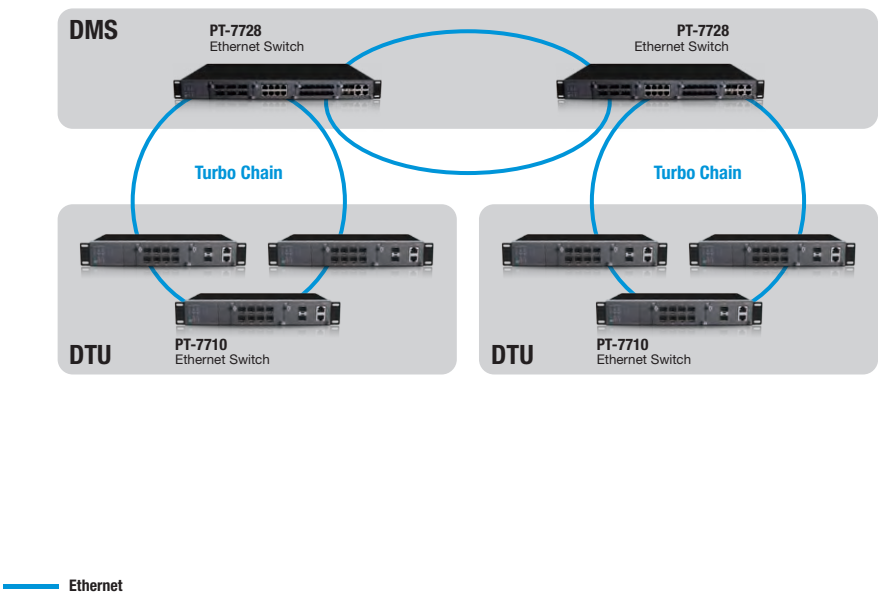 DMS
PT-7728
Ethernet Switch
PT-7728
Ethernet Switch
Turbo Chain
Turbo Chain
DTU
PT-7710
Ethernet Switch
DTU
PT-7710
Ethernet Switch
Ethernet